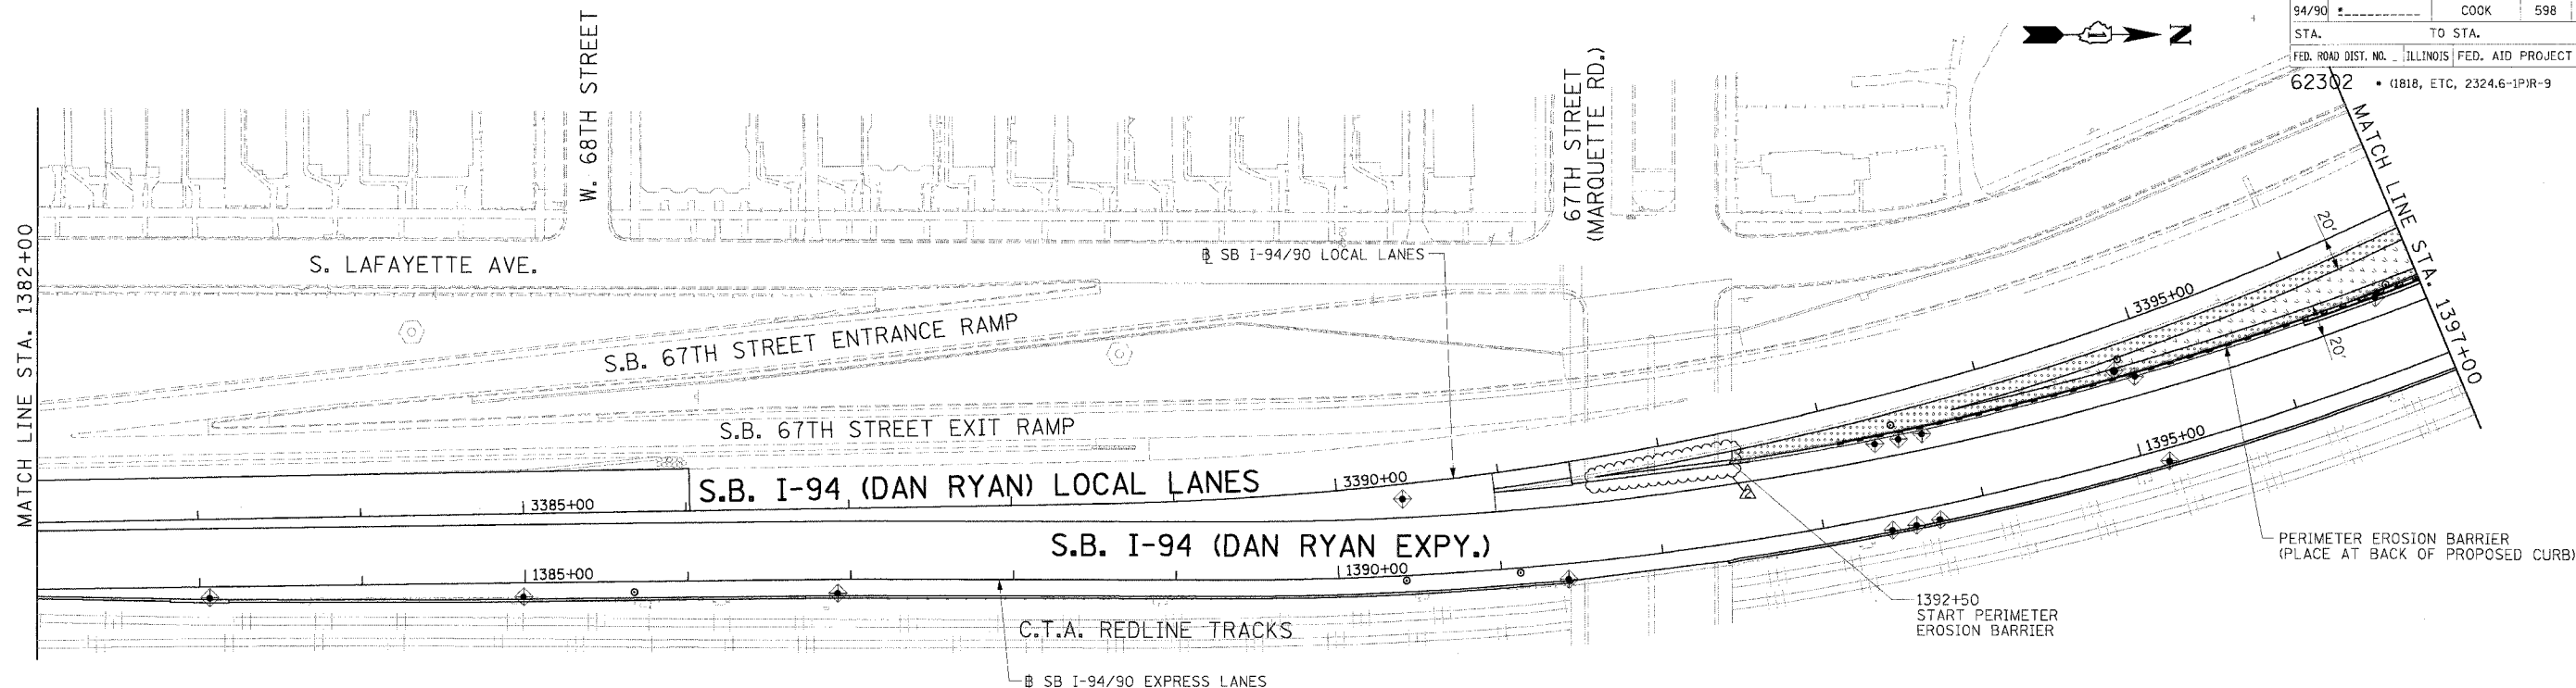 94/90 * COOK 598
STA. TO STA.
FED. ROAD DIST. NO. _ ILLINOIS FED. AID PROJECT
62302 * (1818, ETC, 2324.6-1P)R-9
N
W. 68TH STREET
67TH STREET
(MARQUETTE RD.)
MATCH LINE STA. 1382+00
MATCH LINE STA. 1397+00
S. LAFAYETTE AVE.
B SB I-94/90 LOCAL LANES
20'
3395+00
20'
S.B. 67TH STREET ENTRANCE RAMP
S.B. 67TH STREET EXIT RAMP
1395+00
3390+00
S.B. I-94 (DAN RYAN) LOCAL LANES
3385+00
2
S.B. I-94 (DAN RYAN EXPY.)
PERIMETER EROSION BARRIER
(PLACE AT BACK OF PROPOSED CURB)
1385+00
1390+00
1392+50
START PERIMETER
EROSION BARRIER
C.T.A. REDLINE TRACKS
B SB I-94/90 EXPRESS LANES